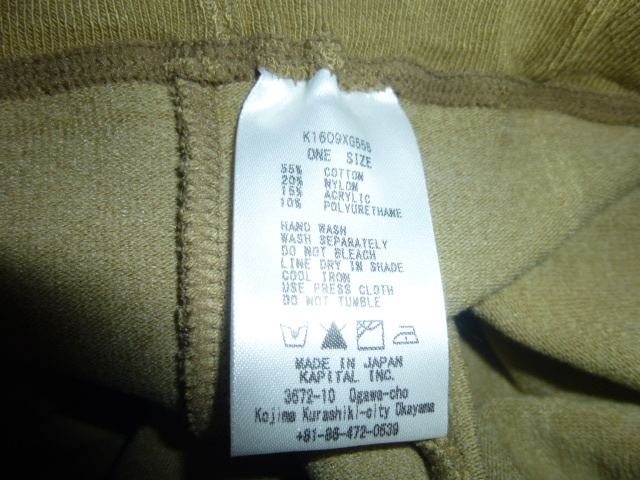 K1609XG558
ONE SIZE
55% COTTON
20% NYLON
15% ACRYLIC
10% POLYURETHANE
HAND WASH
WASH SEPARATELY
DO NOT BLEACH
LINE DRY IN SHADE
COOL IRON
USE PRESS CLOTH
DO NOT TUMBLE
MADE IN JAPAN
KAPITAL INC.
3672-10 Ogawa-cho
Kojima Kurashiki-city Okayama
+81-86-472-0539